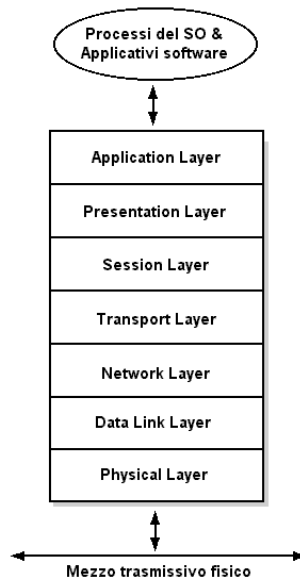 Processi del SO &
Applicativi software
Application Layer
Presentation Layer
Session Layer
Transport Layer
Network Layer
Data Link Layer
Physical Layer
Mezzo trasmissivo fisico